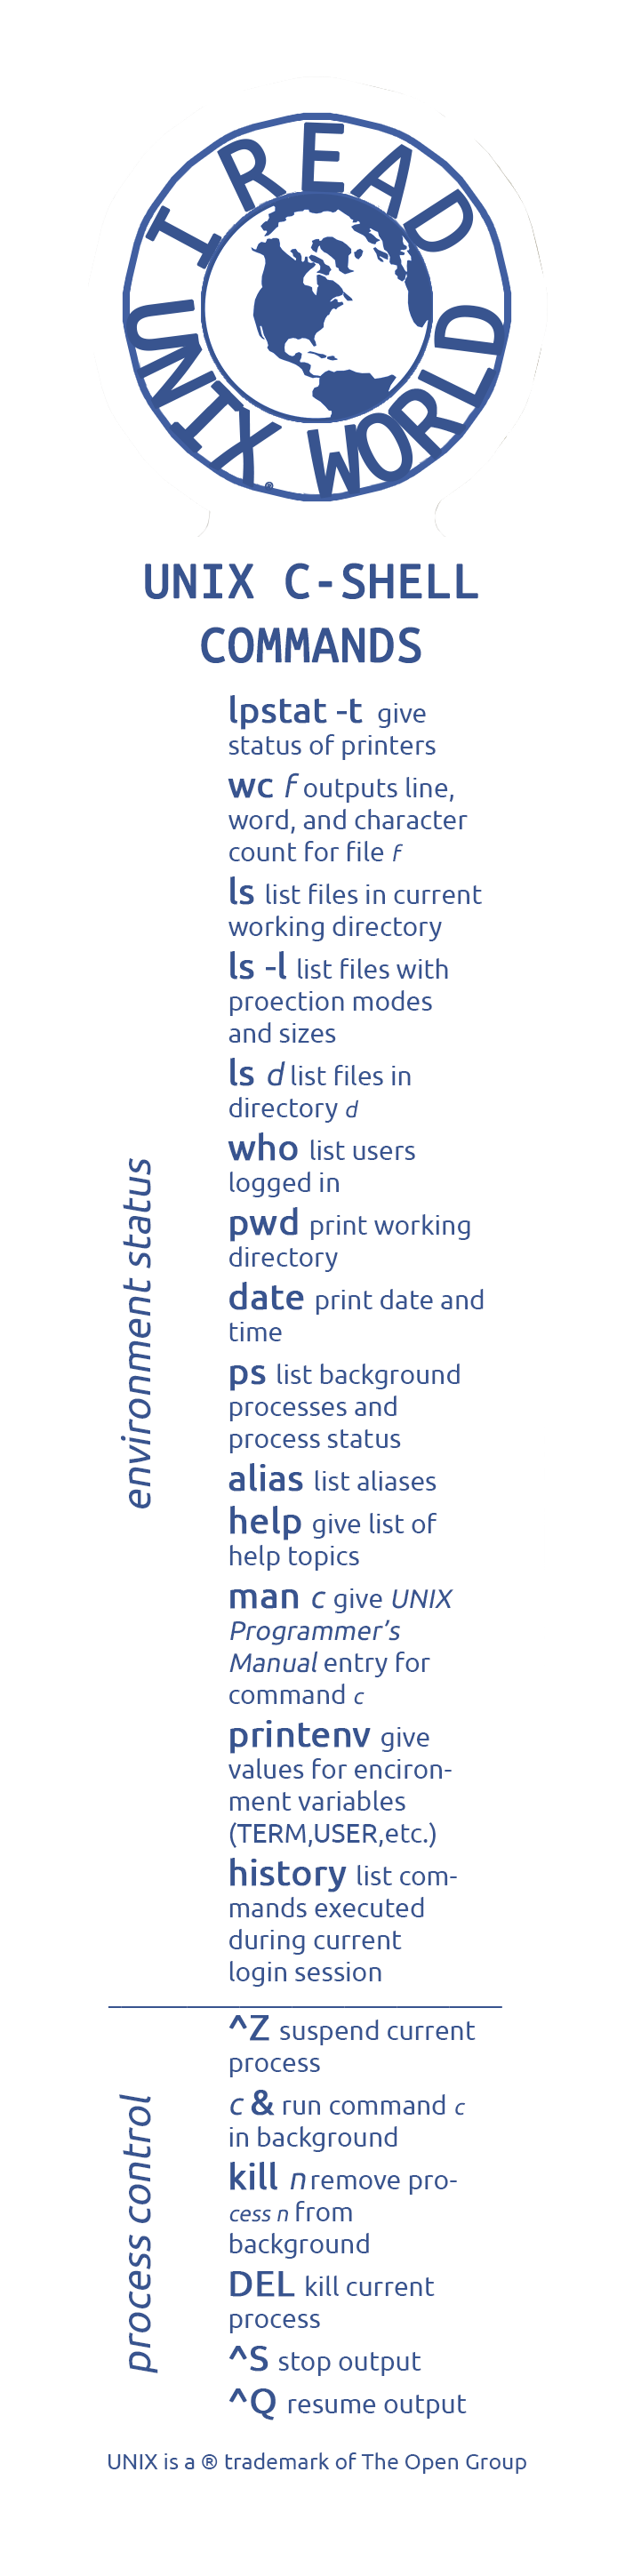 I READ
UNIX® WORLD
UNIX C-SHELL
COMMANDS
environment status
lpstat -t give
status of printers
wc f outputs line,
word, and character
count for file f
ls list files in current
working directory
ls -l list files with
proection modes
and sizes
ls d list files in
directory d
who list users
logged in
pwd print working
directory
date print date and
time
ps list background
processes and
process status
alias list aliases
help give list of
help topics
man c give UNIX
Programmer’s
Manual entry for
command c
printenv give
values for enciron-
ment variables
(TERM,USER,etc.)
history list com-
mands executed
during current
login session
process control
^Z suspend current
process
c & run command c
in background
kill n remove pro-
cess n from
background
DEL kill current
process
^S stop output
^Q resume output
UNIX is a ® trademark of The Open Group